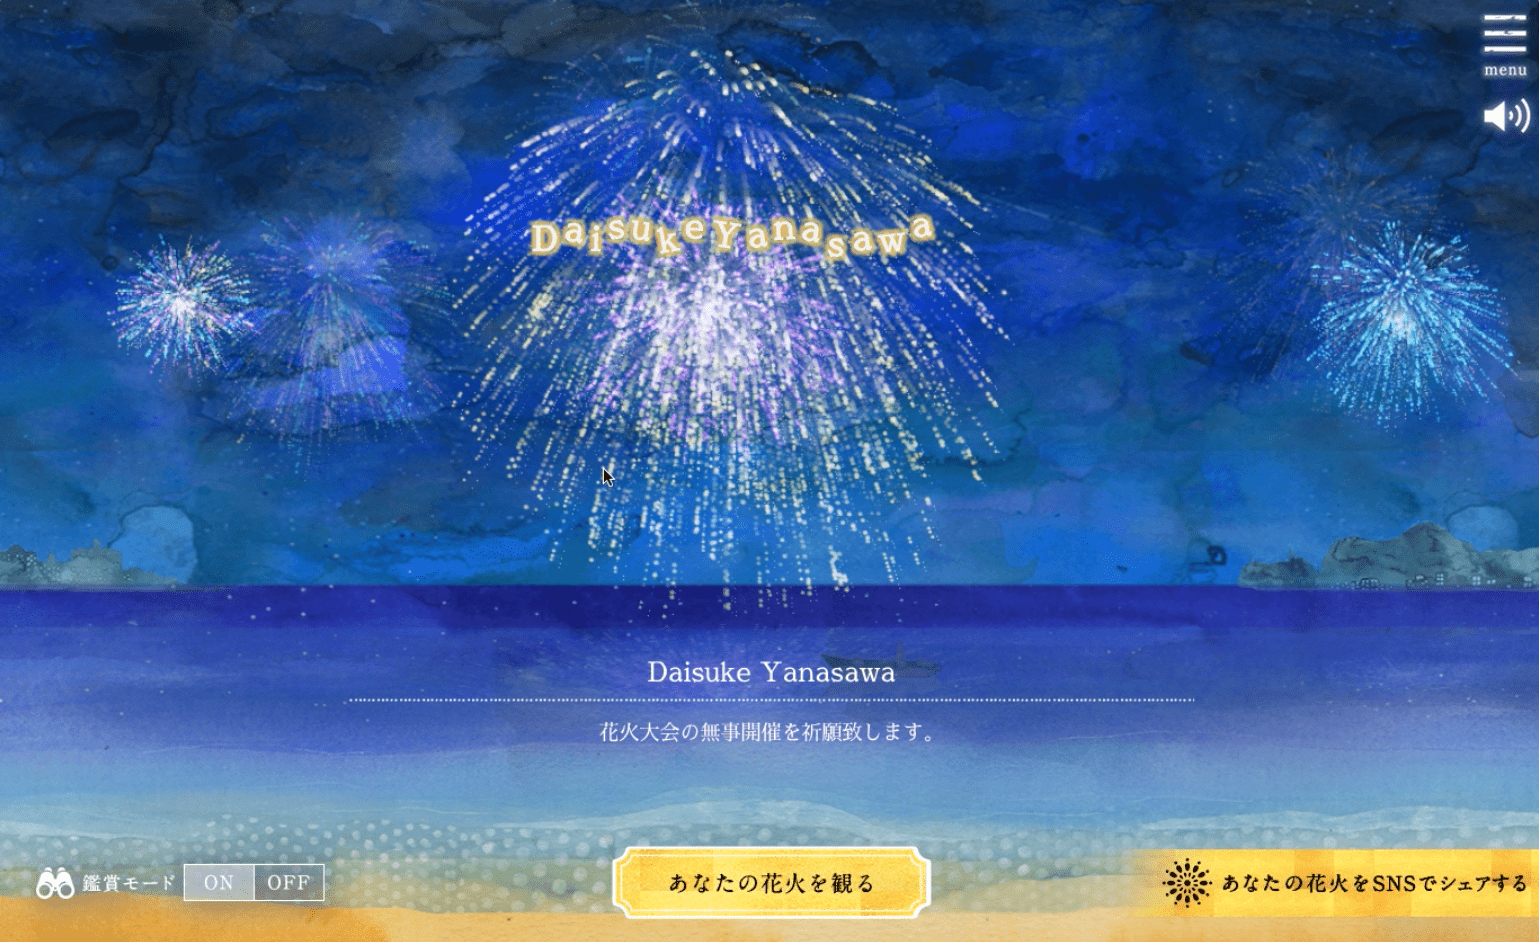 menu
DaisukeYanasawa
Daisuke Yanasawa
花火大会の無事開催を祈願致します。
鑑賞モード ON OFF
あなたの花火を観る
あなたの花火をSNSでシェアする